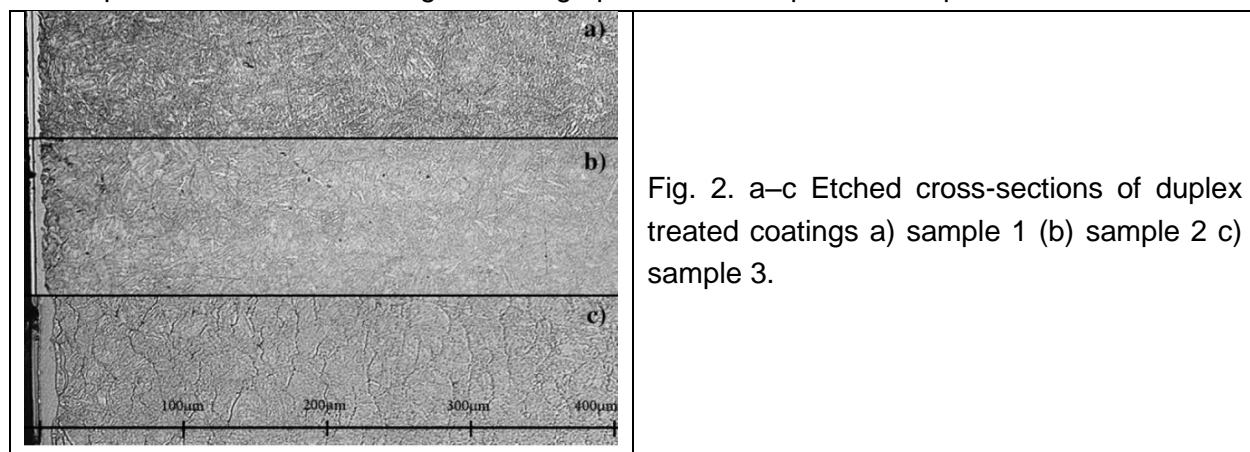 a)
b)
c)
100µm 200µm 300µm 400µm
Fig. 2. a–c Etched cross-sections of duplex
treated coatings a) sample 1 (b) sample 2 c)
sample 3.